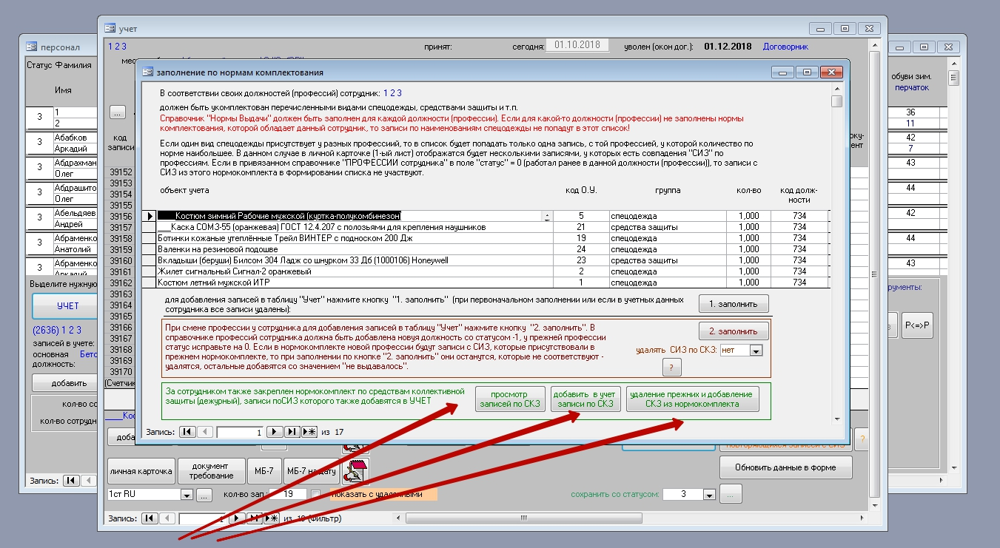 учет
персонал
1 2 3
принят:
сегодня: 01.10.2018
уволен (окон дог.): 01.12.2018 Договорник
Статус Фамилия
Имя
3 1
2
3 Абабков
Аркадий
3 Абдрахман
Олег
3 Абдрашито
Олег
3 Абельдяев
Андрей
3 Абраменко
Анатолий
3 Абраменко
Выделите нужную
УЧЕТ
(2636) 1 2 3
записей в учете:
основная
должность:
добавить
кол-во сотрудн
Запись:
...
код
записи
39152
39153
39154
39155
39156
39157
39158
39159
39160
39161
39162
39163
39164
39165
39166
39167
39168
39169
39170
(Счетчик
заполнение по нормам комплектования
В соответствии своих должностей (профессий) сотрудник: 1 2 3
должен быть укомплектован перечисленными видами спецодежды, средствами защиты и т.п.
Справочник "Нормы Выдачи" должен быть заполнен для каждой должности (профессии). Если для какой-то должности (профессии) не заполнены нормы
комплектования, которой обладает данный сотрудник, то записи по наименованиям спецодежды не попадут в этот список!
Если один вид спецодежды присутствует у разных профессий, то в список будет попадать только одна запись, с той профессией, у которой количество по
норме наибольшее. В данном случае в личной карточке (1-ый лист) отображатся будет несколькими записями, у которых есть совпадения "СИЗ" по
профессиям. Если в привязанном справочнике "ПРОФЕССИИ сотрудника" в поле "статус" = 0 (работал ранее в данной должности (профессии)), то записи с
СИЗ из этого нормокомплекта в формировании списка не участвуют.
объект учета код О.У. группа кол-во код долж-
ности
____Костюм зимний Рабочие мужской (куртка-полукомбинезон) 5 спецодежда 1,000 734
___Каска СОМЗ-55 (оранжевая) ГОСТ 12.4.207 с полозьями для крепления наушников 21 средства защиты 1,000 734
Ботинки кожаные утеплённые Трейл ВИНТЕР с подноском 200 Дж 19 спецодежда 1,000 734
Валенки на резиновой подошве 24 спецодежда 1,000 734
Вкладыши (беруши) Билсом 304 Ладж со шнурком 33 Дб (1000106) Honeywell 23 средства защиты 1,000 734
Жилет сигнальный Сигнал-2 оранжевый 2 спецодежда 1,000 734
Костюм летний мужской ИТР 1 спецодежда 1,000 734
для добавления записей в таблицу "Учет" нажмите кнопку "1. заполнить" (при первоначальном заполнении или если в учетных данных
сотрудника все записи удалены):
1. заполнить
При смене профессии у сотрудника для добавления записей в таблицу "Учет" нажмите кнопку "2. заполнить". В
справочнике профессий сотрудника должна быть добавлена новуя должность со статусом -1, у прежней профессии
статус исправьте на 0. Если в нормокомплекте новой профессии будут записи с СИЗ, которые присутствовали в
прежнем нормокомплекте, то при заполнении по кнопке "2. заполнить" они останутся, которые не соответствуют -
удалятся, остальные добавятся со значением "не выдавалось".
2. заполнить
удалять СИЗ по СКЗ: нет
?
За сотрудником также закреплен нормокомплект по средствам коллективной
защиты (дежурный), записи поСИЗ которого также добавятся в УЧЕТ
просмотр
записей по СКЗ
добавить в учет
записи по СКЗ
удаление прежних и добавление
СКЗ из нормокомплекта
Запись: 1 из 17
обуви зим.
перчаток
36
11
42
7
43
44
42
44
43
Р<=>Р
?
личная карточка
документ
требование
МБ-7
МБ-7 на дату
Обновить данные в форме
1ст RU
...
кол-во зап.: 19
показать с удаленными
сохранить со статусом: 3
...
Запись: 1 из 19 (Фильтр)